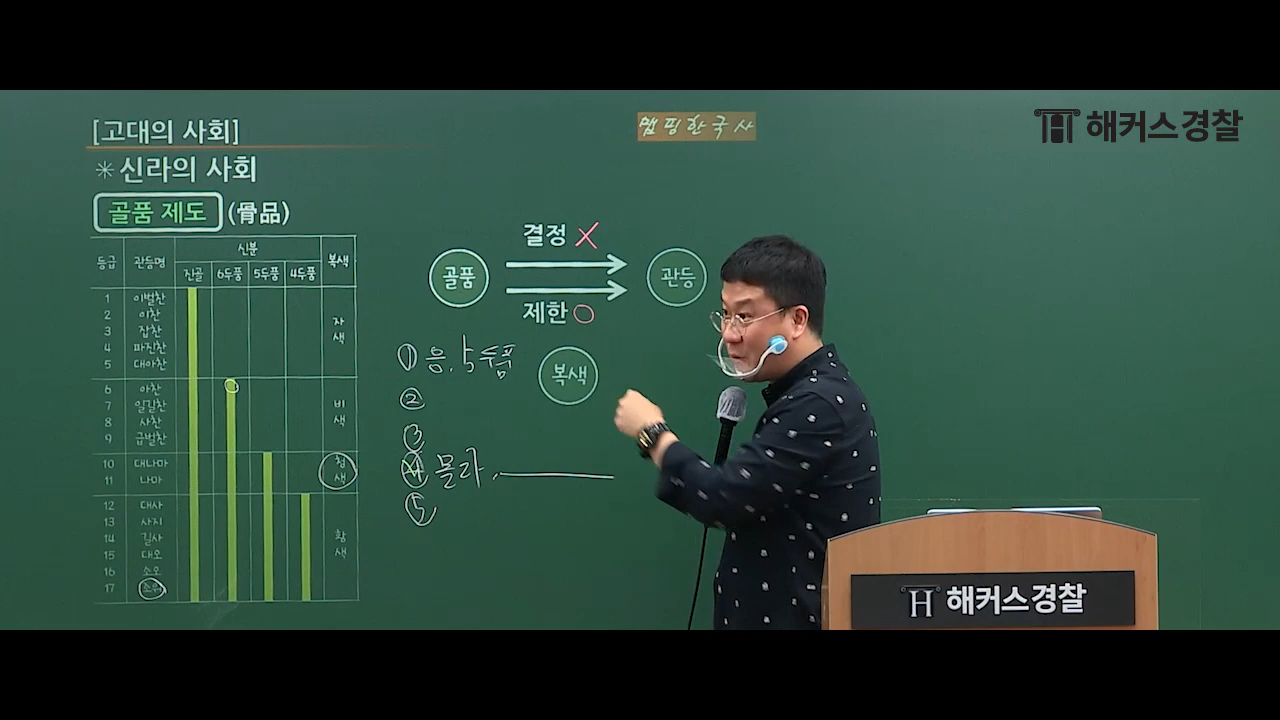 [고대의 사회]
맵핑한국사
해커스경찰
✳신라의 사회
골품 제도 (骨品)
등급 관등명 신분 복색
진골 6두품 5두품 4두품
1 이벌찬
2 이찬
3 잡찬
4 파진찬
5 대아찬
자색
6 아찬
7 일길찬
8 사찬
9 급벌찬
비색
10 대나마
11 나마
청색
12 대사
13 사지
14 길사
15 대오
16 소오
17 조위
황색
결정 X
골품
관등
제한 O
복색
① 음, 5두품
②
③
④ 몰라,
⑤
H 해커스경찰